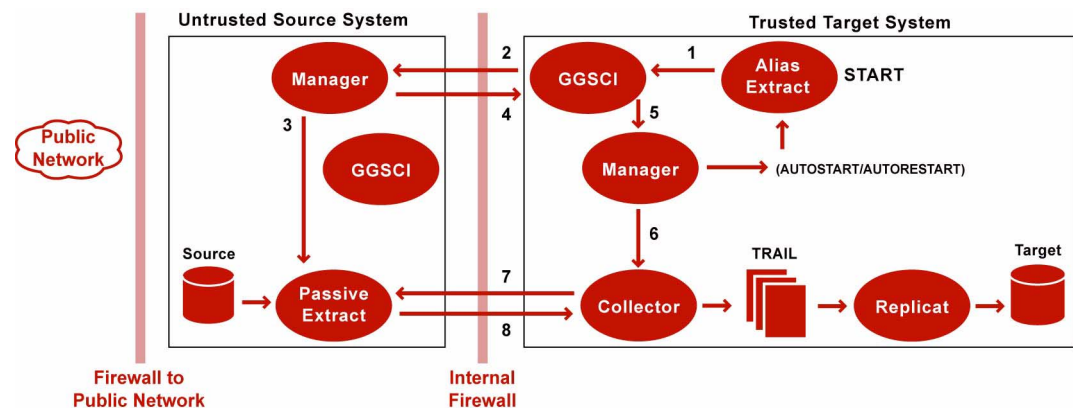 Untrusted Source System
Trusted Target System
Manager
2
4
GGSCI
1
Alias
Extract
START
3
5
Public
Network
GGSCI
Manager
(AUTOSTART/AUTORESTART)
6
Source
TRAIL
Target
Passive
Extract
7
8
Collector
Replicat
Firewall to
Public Network
Internal
Firewall